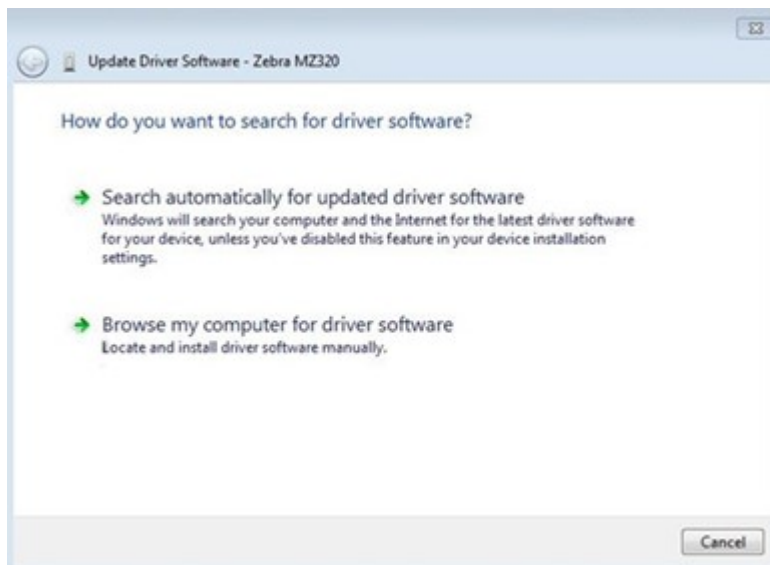 Update Driver Software - Zebra MZ320
How do you want to search for driver software?
Search automatically for updated driver software
Windows will search your computer and the Internet for the latest driver software
for your device, unless you've disabled this feature in your device installation
settings.
Browse my computer for driver software
Locate and install driver software manually.
Cancel